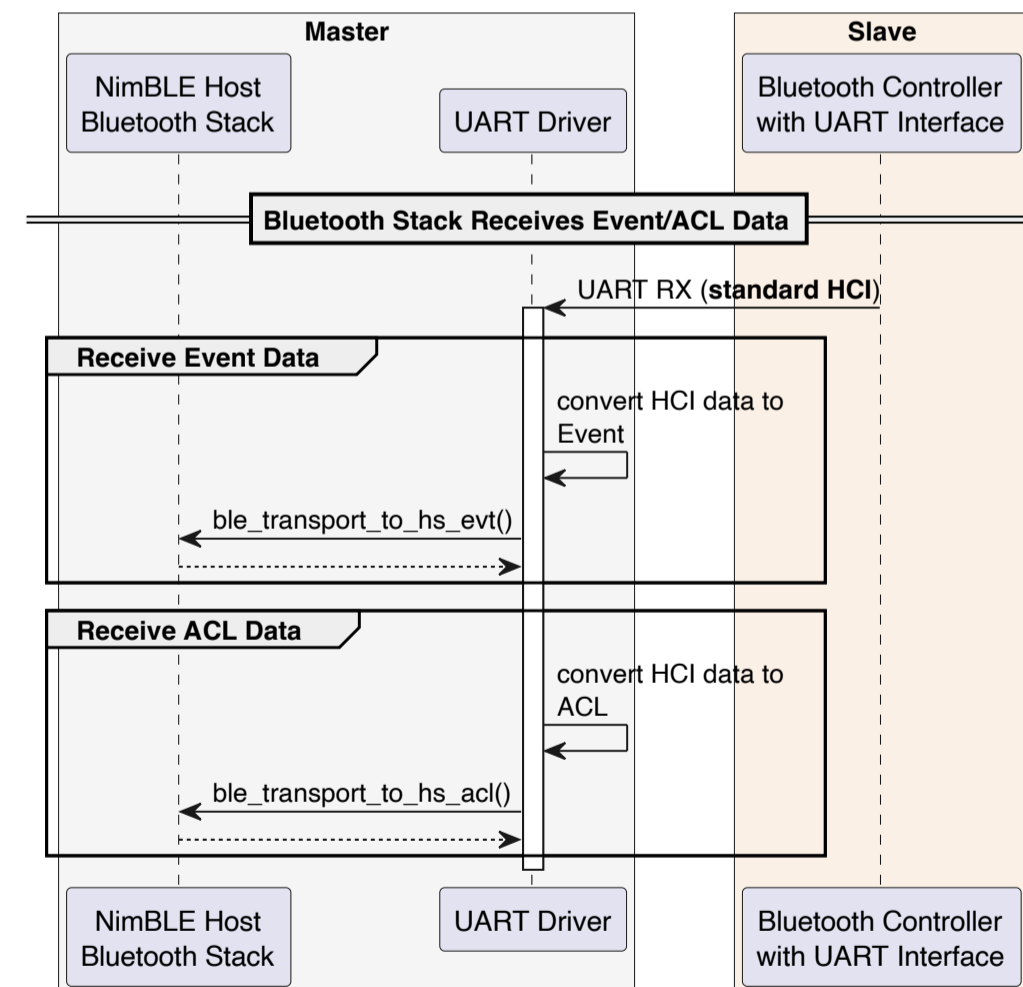 Master
Slave
NimBLE Host
Bluetooth Stack
UART Driver
Bluetooth Controller
with UART Interface
Bluetooth Stack Receives Event/ACL Data
UART RX (standard HCI)
Receive Event Data
convert HCI data to
Event
ble_transport_to_hs_evt()
Receive ACL Data
convert HCI data to
ACL
ble_transport_to_hs_acl()
NimBLE Host
Bluetooth Stack
UART Driver
Bluetooth Controller
with UART Interface